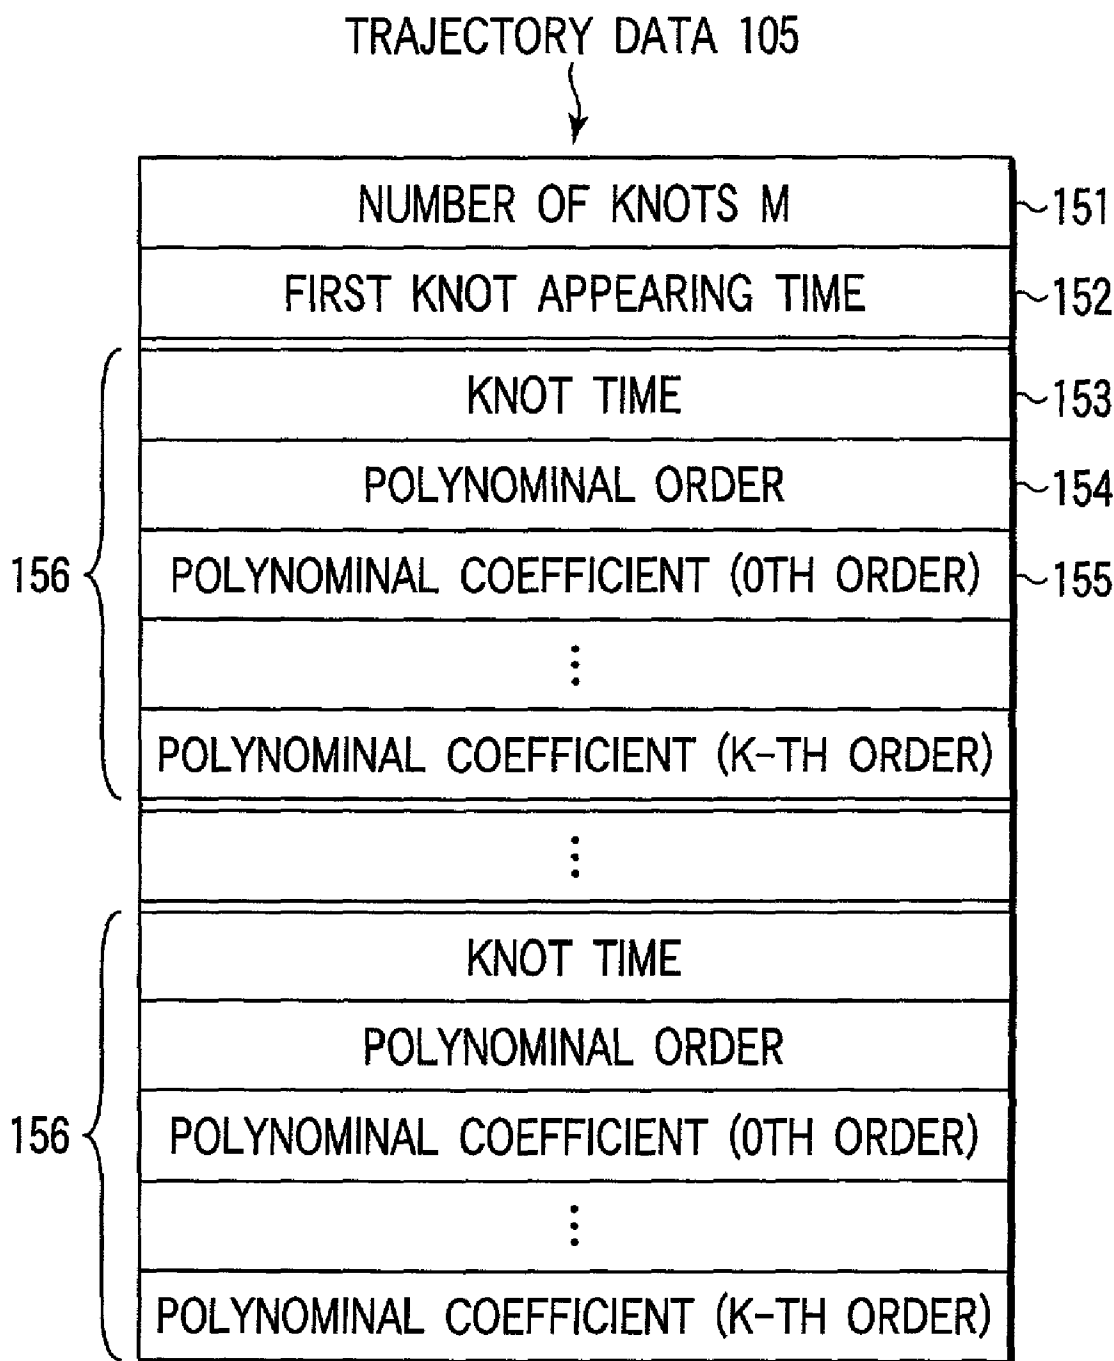 TRAJECTORY DATA 105
NUMBER OF KNOTS M
151
FIRST KNOT APPEARING TIME
152
KNOT TIME
153
POLYNOMINAL ORDER
154
156
POLYNOMINAL COEFFICIENT (0TH ORDER)
155
⋮
POLYNOMINAL COEFFICIENT (K-TH ORDER)
⋮
KNOT TIME
POLYNOMINAL ORDER
156
POLYNOMINAL COEFFICIENT (0TH ORDER)
⋮
POLYNOMINAL COEFFICIENT (K-TH ORDER)